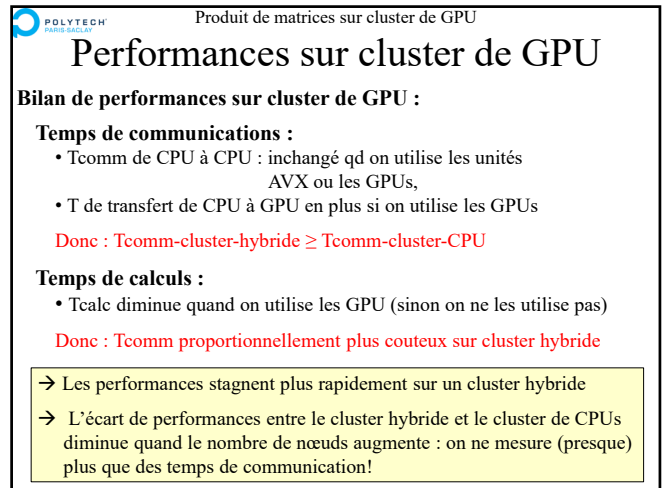 POLYTECH'
PARIS-SACLAY
Produit de matrices sur cluster de GPU
Performances sur cluster de GPU
Bilan de performances sur cluster de GPU :
Temps de communications :
• Tcomm de CPU à CPU : inchangé qd on utilise les unités
AVX ou les GPUs,
• T de transfert de CPU à GPU en plus si on utilise les GPUs
Donc : Tcomm-cluster-hybride ≥ Tcomm-cluster-CPU
Temps de calculs :
• Tcalc diminue quand on utilise les GPU (sinon on ne les utilise pas)
Donc : Tcomm proportionnellement plus couteux sur cluster hybride
→ Les performances stagnent plus rapidement sur un cluster hybride
→ L'écart de performances entre le cluster hybride et le cluster de CPUs
diminue quand le nombre de nœuds augmente : on ne mesure (presque)
plus que des temps de communication!